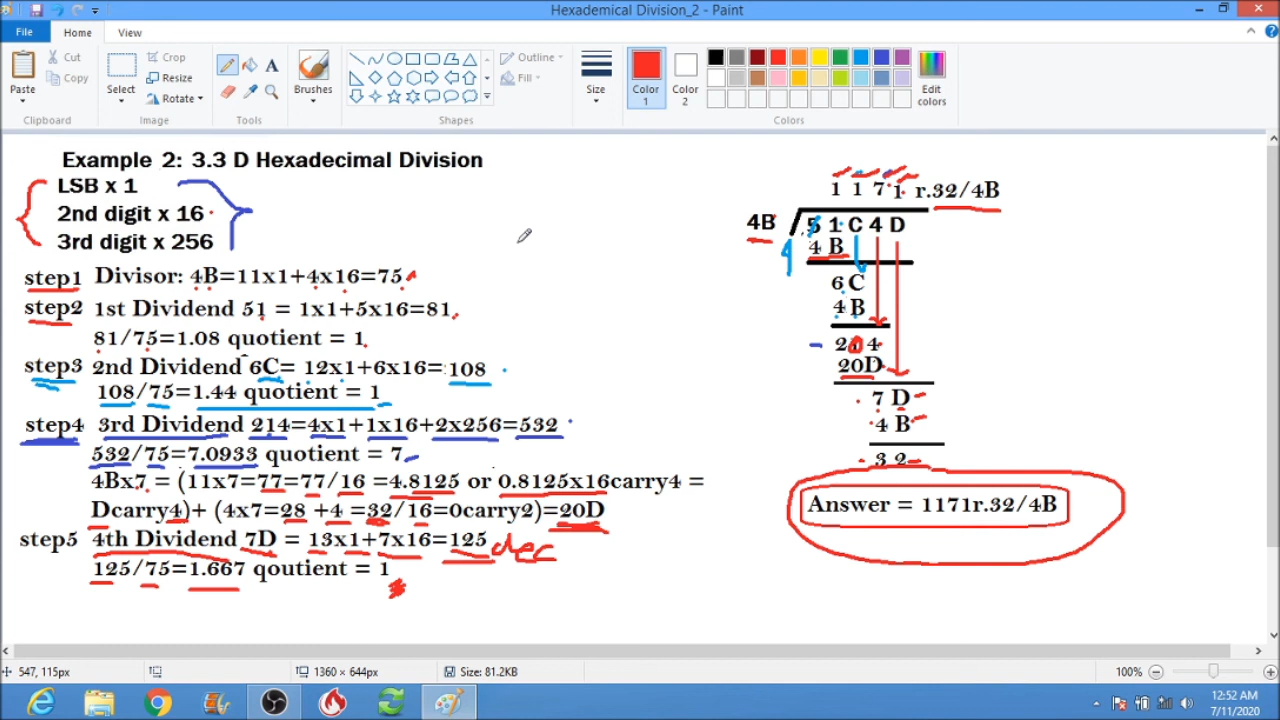 Hexademical Division_2 - Paint
File Home View
Paste Cut Copy Clipboard
Select Crop Resize Rotate Image
Tools
Brushes
Outline Fill Shapes
Size
Color 1 Color 2 Edit colors Colors
Example 2: 3.3 D Hexadecimal Division
LSB x 1
2nd digit x 16
3rd digit x 256
step1 Divisor: 4B=11x1+4x16=75
step2 1st Dividend 51 = 1x1+5x16=81
81/75=1.08 quotient = 1
step3 2nd Dividend 6C= 12x1+6x16= 108
108/75=1.44 quotient = 1
step4 3rd Dividend 214=4x1+1x16+2x256=532
532/75=7.0933 quotient = 7
4Bx7 = (11x7=77=77/16 =4.8125 or 0.8125x16carry4 =
Dcarry4)+ (4x7=28 +4 =32/16=0carry2)=20D
step5 4th Dividend 7D = 13x1+7x16=125 dec
125/75=1.667 qoutient = 1
1 1 7 1 r.32/4B
4B 5 1 C 4 D
4 B
6 C
4 B
- 2 1 4
20D
7 D
4 B
3 2
Answer = 1171r.32/4B
547, 115px 1360 × 644px Size: 81.2KB 100%
12:52 AM
7/11/2020